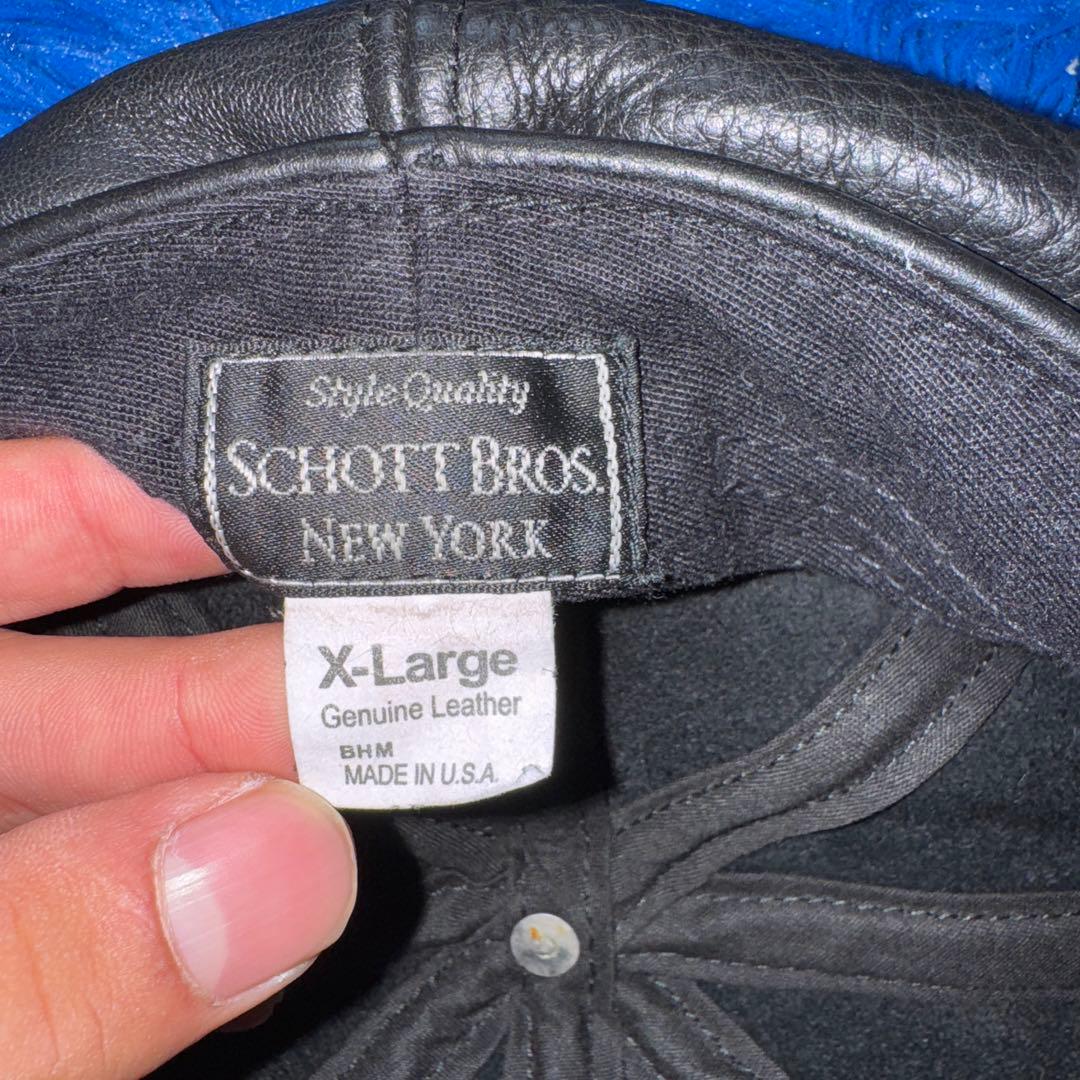 Style Quality
SCHOTT BROS.
NEW YORK
X-Large
Genuine Leather
BHM
MADE IN U.S.A.